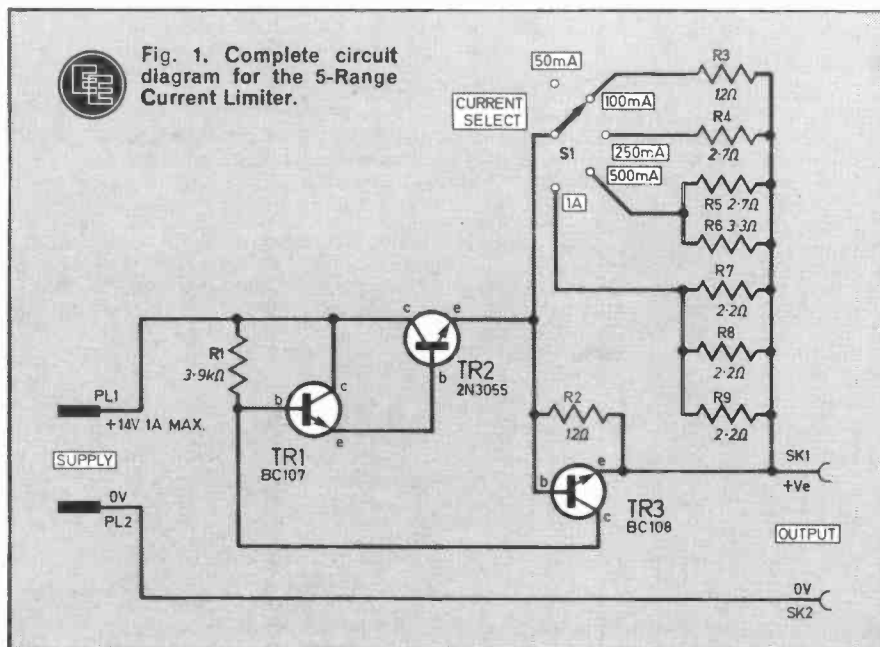 EE
Fig. 1. Complete circuit
diagram for the 5-Range
Current Limiter.
50mA
CURRENT
SELECT
100mA
S1
250mA
500mA
1A
R3
12Ω
R4
2.7Ω
R5 2.7Ω
R6 3.3Ω
R7
2.2Ω
R8
2.2Ω
R9
2.2Ω
R1
3.9kΩ
c
e
b
TR2
2N3055
b
c
e
TR1
BC107
PL1
+14V 1A MAX.
SUPPLY
0V
PL2
R2
12Ω
b
e
c
TR3
BC108
SK1
+Ve
OUTPUT
0V
SK2